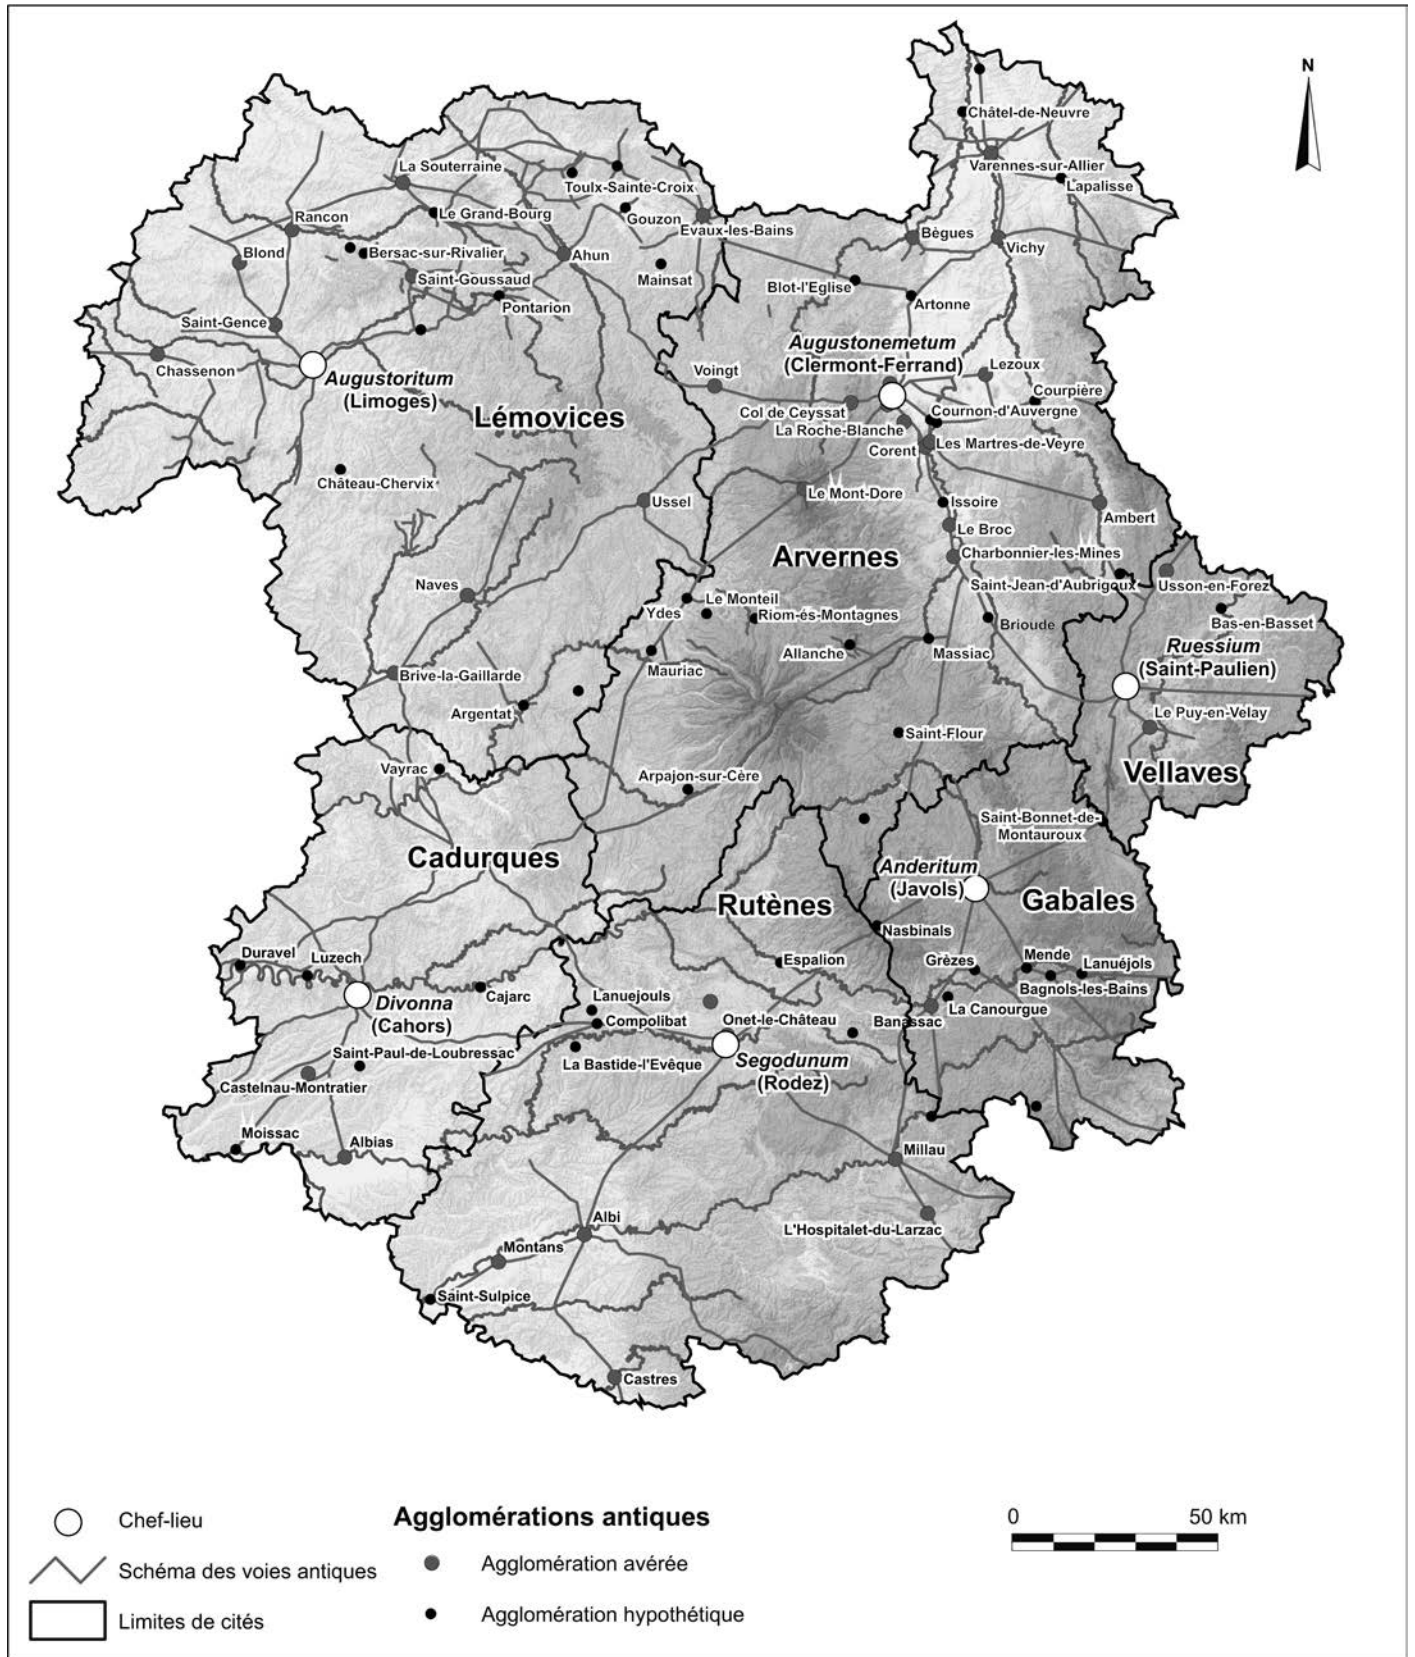 N
Châtel-de-Neuvre
Varennes-sur-Allier
Lapalisse
La Souterraine
Toulx-Sainte-Croix
Rancon
Le Grand-Bourg
Gouzon
Evaux-les-Bains
Bègues
Vichy
Blond
Bersac-sur-Rivalier
Ahun
Saint-Goussaud
Mainsat
Blot-l'Eglise
Pontarion
Artonne
Saint-Gence
Augustonemetum
(Clermont-Ferrand)
Chassenon
Augustoritum
(Limoges)
Voingt
Lezoux
Courpière
Lémovices
Col de Ceyssat
Cournon-d'Auvergne
La Roche-Blanche
Corent
Les Martres-de-Veyre
Château-Chervix
Ussel
Le Mont-Dore
Issoire
Ambert
Le Broc
Arvernes
Charbonnier-les-Mines
Naves
Saint-Jean-d'Aubrigoux
Usson-en-Forez
Ydes
Le Monteil
Riom-és-Montagnes
Brioude
Bas-en-Basset
Allanche
Massiac
Ruessium
(Saint-Paulien)
Mauriac
Brive-la-Gaillarde
Argentat
Le Puy-en-Velay
Saint-Flour
Vayrac
Arpajon-sur-Cère
Vellaves
Saint-Bonnet-de-
Montauroux
Cadurques
Anderitum
(Javols)
Rutènes
Gabales
Nasbinals
Duravel
Luzech
Espalion
Grèzes
Mende
Lanuéjols
Bagnols-les-Bains
Divonna
(Cahors)
Cajarc
Lanuejouls
Compolibat
Onet-le-Château
Banassac
La Canourgue
Saint-Paul-de-Loubressac
La Bastide-l'Evêque
Segodunum
(Rodez)
Castelnau-Montratier
Moissac
Albias
Millau
Albi
L'Hospitalet-du-Larzac
Montans
Saint-Sulpice
Castres
Chef-lieu
Schéma des voies antiques
Limites de cités
Agglomérations antiques
Agglomération avérée
Agglomération hypothétique
0 50 km